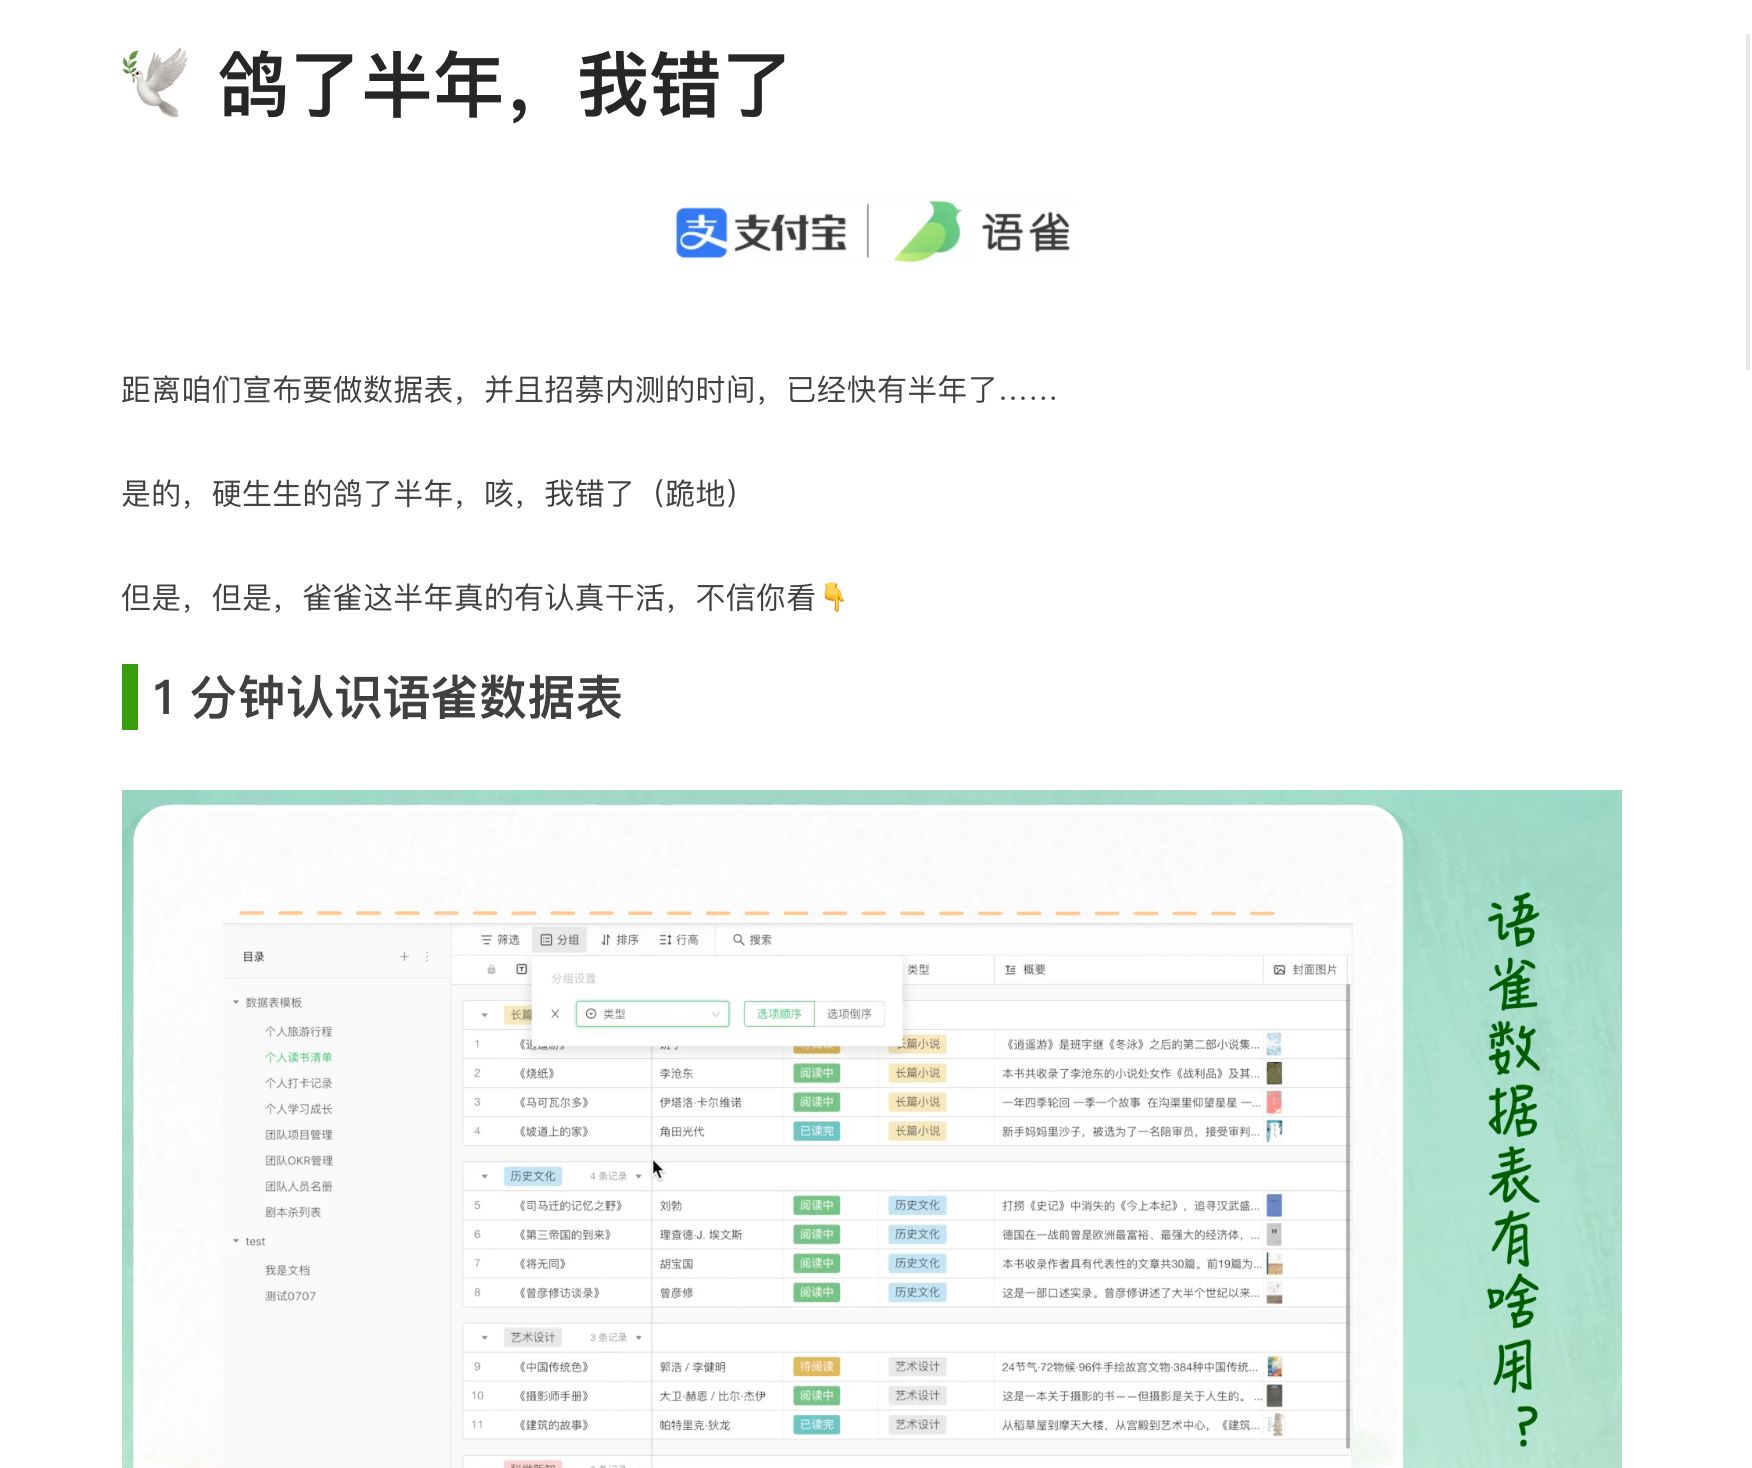 🕊️ 鸽了半年，我错了
支付宝 | 语雀
距离咱们宣布要做数据表，并且招募内测的时间，已经快有半年了……
是的，硬生生的鸽了半年，咳，我错了（跪地）
但是，但是，雀雀这半年真的有认真干活，不信你看👇
1 分钟认识语雀数据表
语雀数据表有啥用？
筛选 分组 排序 行高 搜索
目录
数据表模板
个人旅游行程
个人读书清单
个人打卡记录
个人学习成长
团队项目管理
团队OKR管理
团队人员名册
剧本杀列表
test
我是文档
测试0707
分组设置
X 类型 选项顺序 选项倒序
类型 概要 封面图片
长篇
1 长篇小说 《逍遥游》是班宇继《冬泳》之后的第二部小说集...
2 《烧纸》 李沧东 阅读中 长篇小说 本书共收录了李沧东的小说处女作《战利品》及其...
3 《马可瓦尔多》 伊塔洛·卡尔维诺 阅读中 长篇小说 一年四季轮回 一季一个故事 在沟渠里仰望星星 一...
4 《坡道上的家》 角田光代 已读完 长篇小说 新手妈妈里沙子，被选为了一名陪审员，接受审判...
历史文化 4 条记录
5 《司马迁的记忆之野》 刘勃 阅读中 历史文化 打捞《史记》中消失的《今上本纪》，追寻汉武盛...
6 《第三帝国的到来》 理查德·J. 埃文斯 阅读中 历史文化 德国在一战前曾是欧洲最富裕、最强大的经济体，...
7 《将无同》 胡宝国 阅读中 历史文化 本书收录作者具有代表性的文章共30篇。前19篇为...
8 《曾彦修访谈录》 曾彦修 阅读中 历史文化 这是一部口述实录。曾彦修讲述了大半个世纪以来...
艺术设计 3 条记录
9 《中国传统色》 郭浩 / 李健明 待阅读 艺术设计 24节气·72物候·96件手绘故宫文物·384种中国传统...
10 《摄影师手册》 大卫·赫恩 / 比尔·杰伊 阅读中 艺术设计 这是一本关于摄影的书——但摄影是关于人生的。 ...
11 《建筑的故事》 帕特里克·狄龙 已读完 艺术设计 从稻草屋到摩天大楼，从宫殿到艺术中心，《建筑...